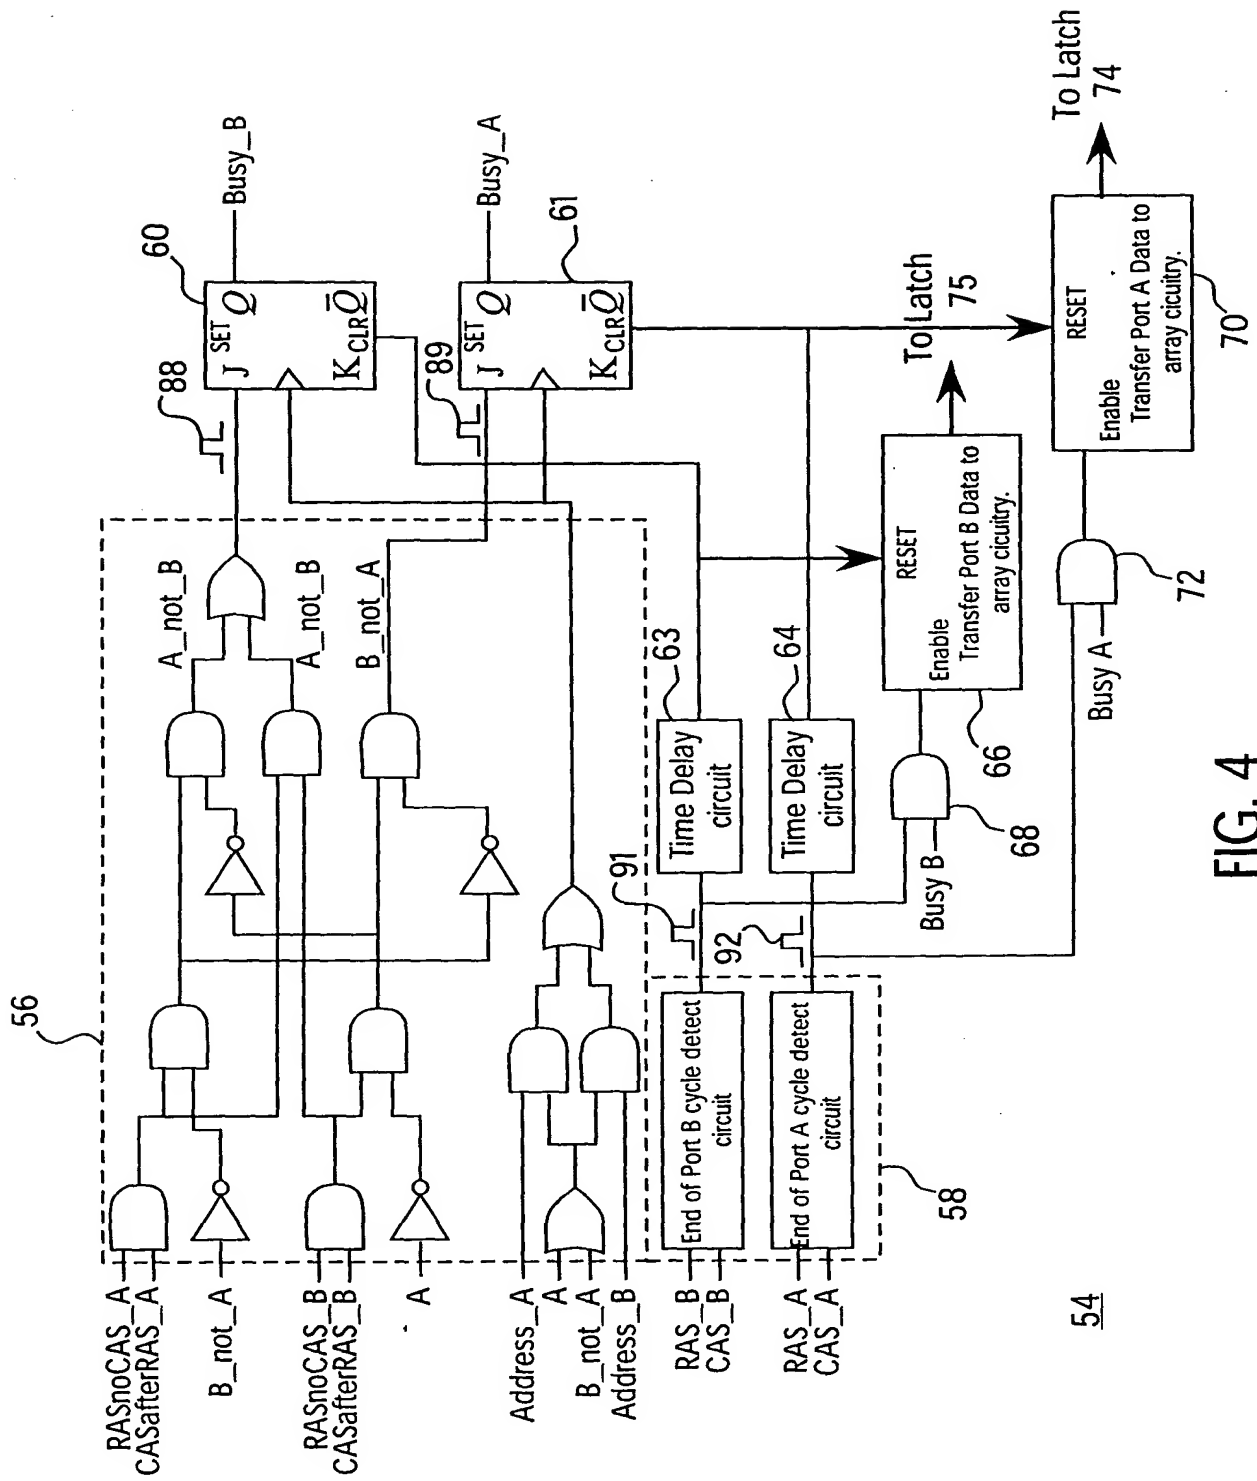 56
RASnoCAS_A
CASafterRAS_A
B_not_A
RASnoCAS_B
CASafterRAS_B
A
Address_A
A
B_not_A
Address_B
RAS_B
CAS_B
RAS_A
CAS_A
A_not_B
A_not_B
B_not_A
88
60
J
SET
Q
K
CLR
Q̅
Busy_B
89
61
J
SET
Q
K
CLR
Q̅
Busy_A
End of Port B cycle detect
circuit
End of Port A cycle detect
circuit
58
91
92
Time Delay
circuit
63
Time Delay
circuit
64
Busy B
68
66
Enable
RESET
Transfer Port B Data to
array cicuitry.
To Latch
75
Busy A
72
Enable
RESET
Transfer Port A Data to
array cicuitry.
70
To Latch
74
54
FIG. 4